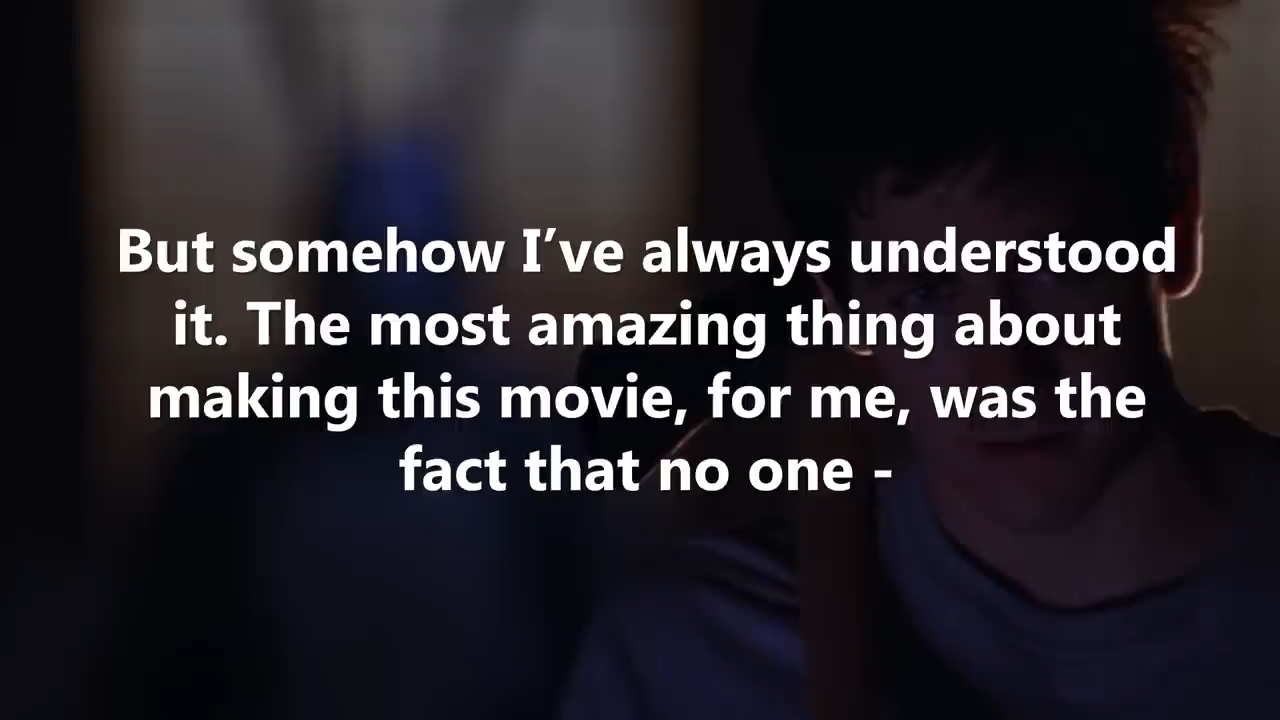 But somehow I’ve always understood
it. The most amazing thing about
making this movie, for me, was the
fact that no one -